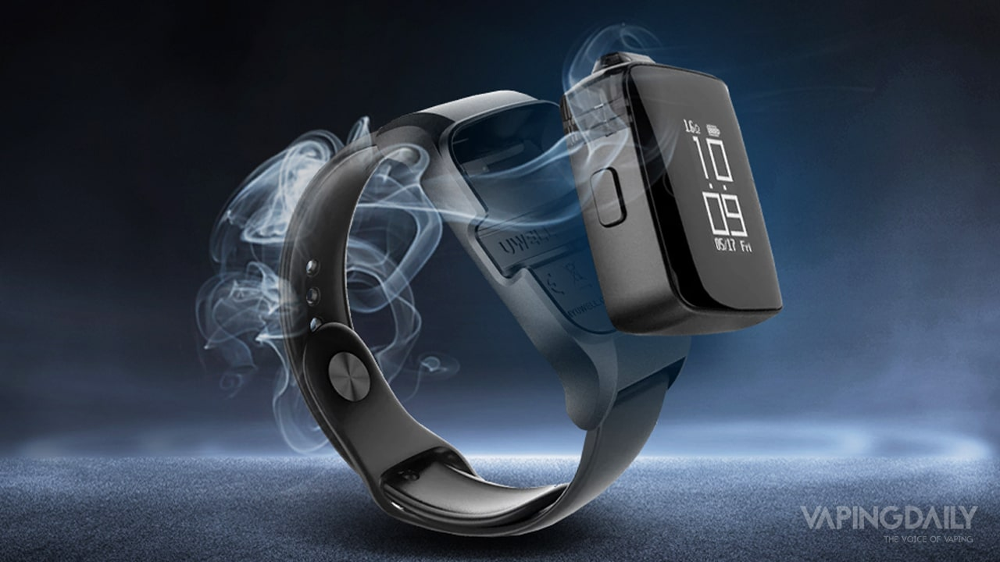 1.6Ω
10
09
05/17 Fri
UWELL
VAPINGDAILY
THE VOICE OF VAPING